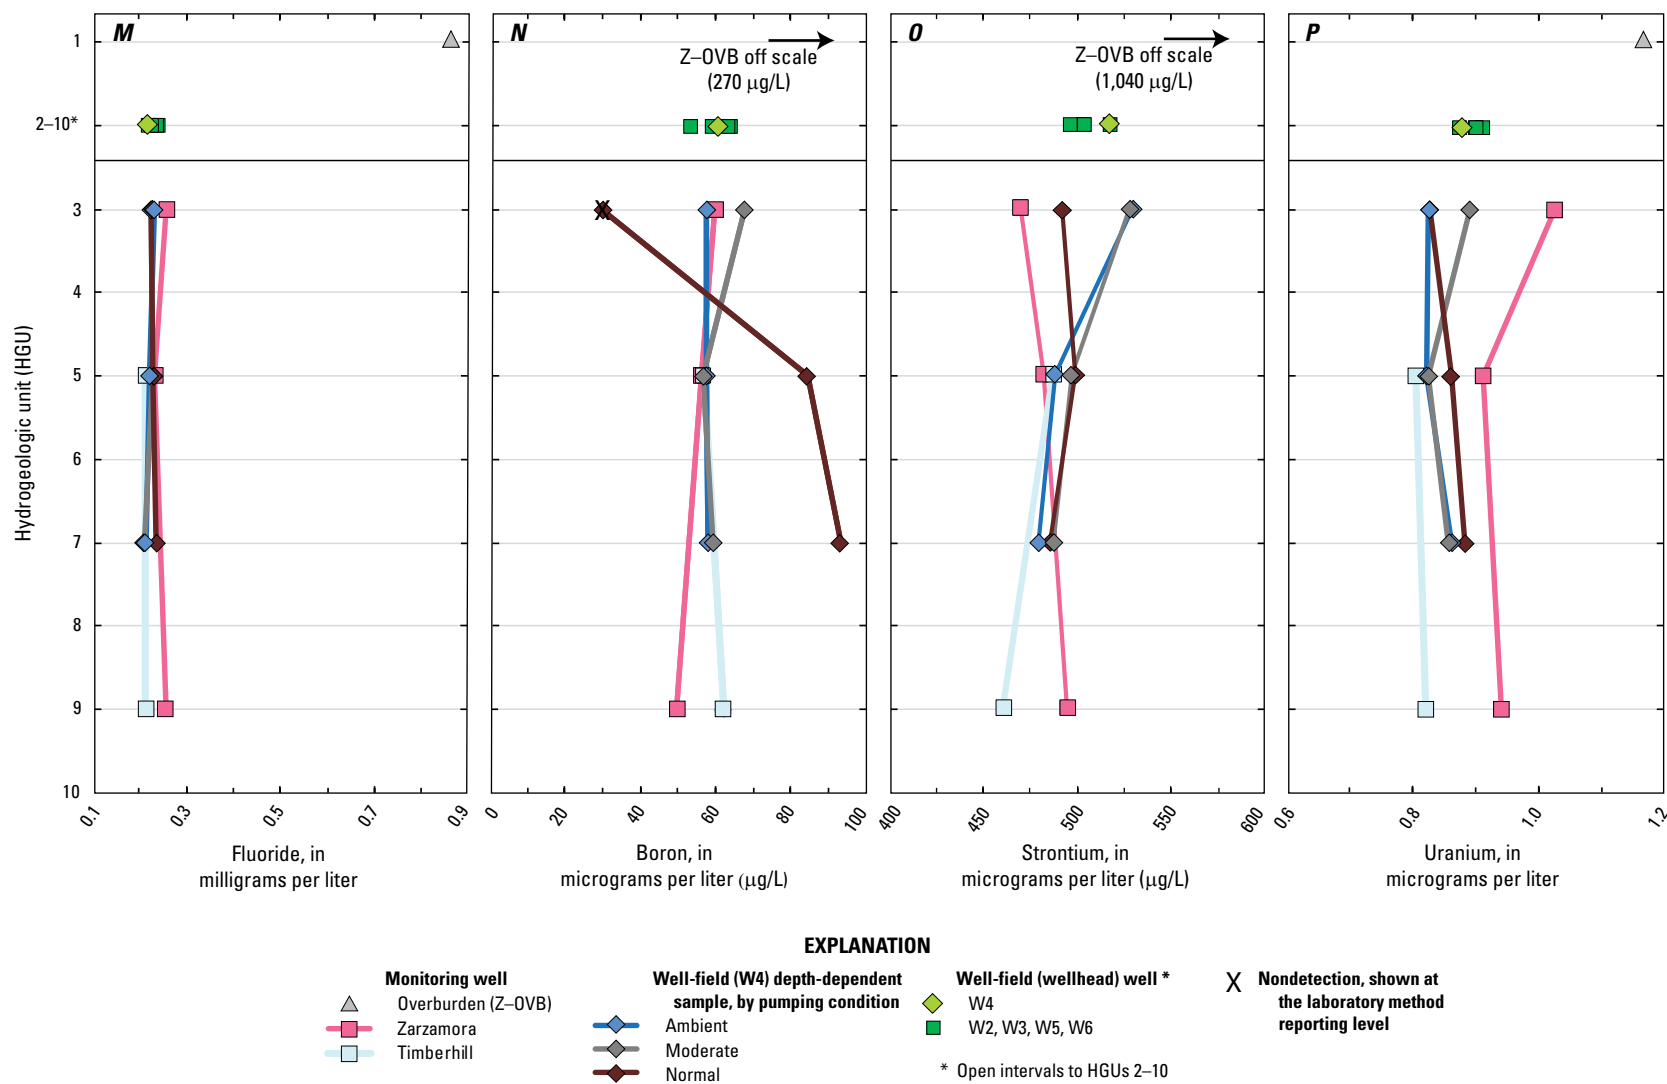 M
N
O
P
Z–OVB off scale
(270 µg/L)
Z–OVB off scale
(1,040 µg/L)
Hydrogeologic unit (HGU)
1
2–10*
3
4
5
6
7
8
9
10
0.1
0.3
0.5
0.7
0.9
0
20
40
60
80
100
400
450
500
550
600
0.6
0.8
1.0
1.2
Fluoride, in
milligrams per liter
Boron, in
micrograms per liter (µg/L)
Strontium, in
micrograms per liter (µg/L)
Uranium, in
micrograms per liter
X
EXPLANATION
Monitoring well
Overburden (Z–OVB)
Zarzamora
Timberhill
Well-field (W4) depth-dependent
sample, by pumping condition
Ambient
Moderate
Normal
Well-field (wellhead) well *
W4
W2, W3, W5, W6
* Open intervals to HGUs 2–10
X Nondetection, shown at
the laboratory method
reporting level